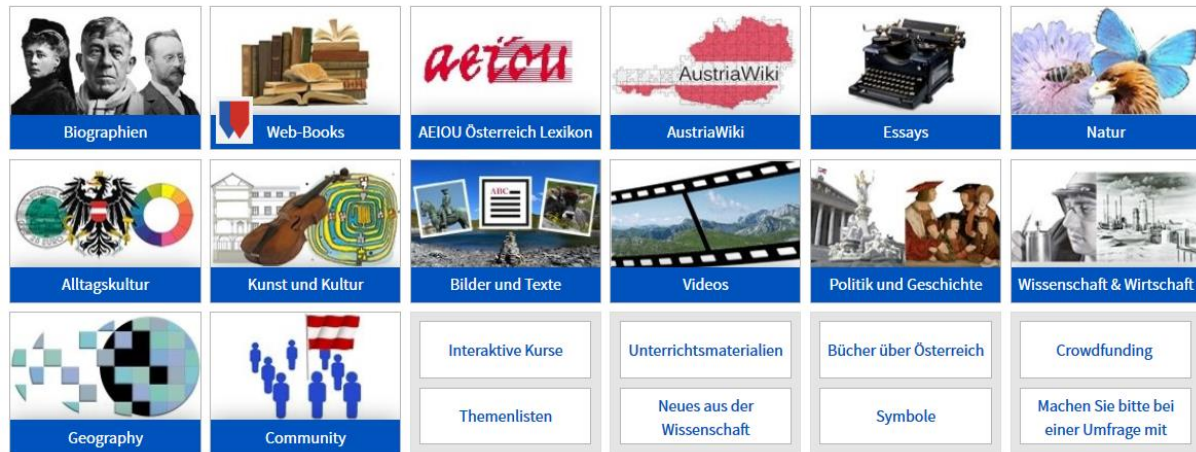 aeiou
AustriaWiki
Biographien
Web-Books
AEIOU Österreich Lexikon
AustriaWiki
Essays
Natur
ABC
Alltagskultur
Kunst und Kultur
Bilder und Texte
Videos
Politik und Geschichte
Wissenschaft & Wirtschaft
Interaktive Kurse
Unterrichtsmaterialien
Bücher über Österreich
Crowdfunding
Themenlisten
Neues aus der
Wissenschaft
Symbole
Machen Sie bitte bei
einer Umfrage mit
Geography
Community